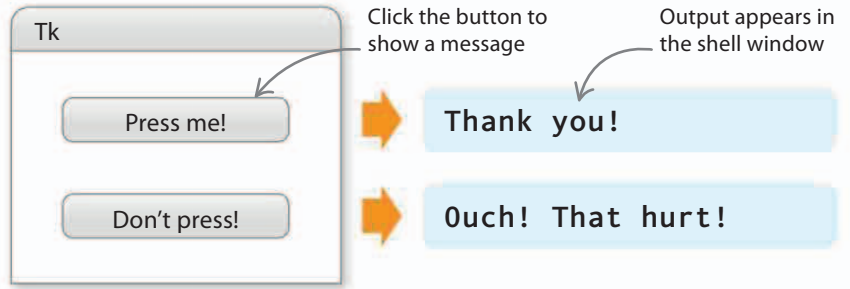 Tk
Click the button to
show a message
Output appears in
the shell window
Press me!
Thank you!
Don't press!
Ouch! That hurt!